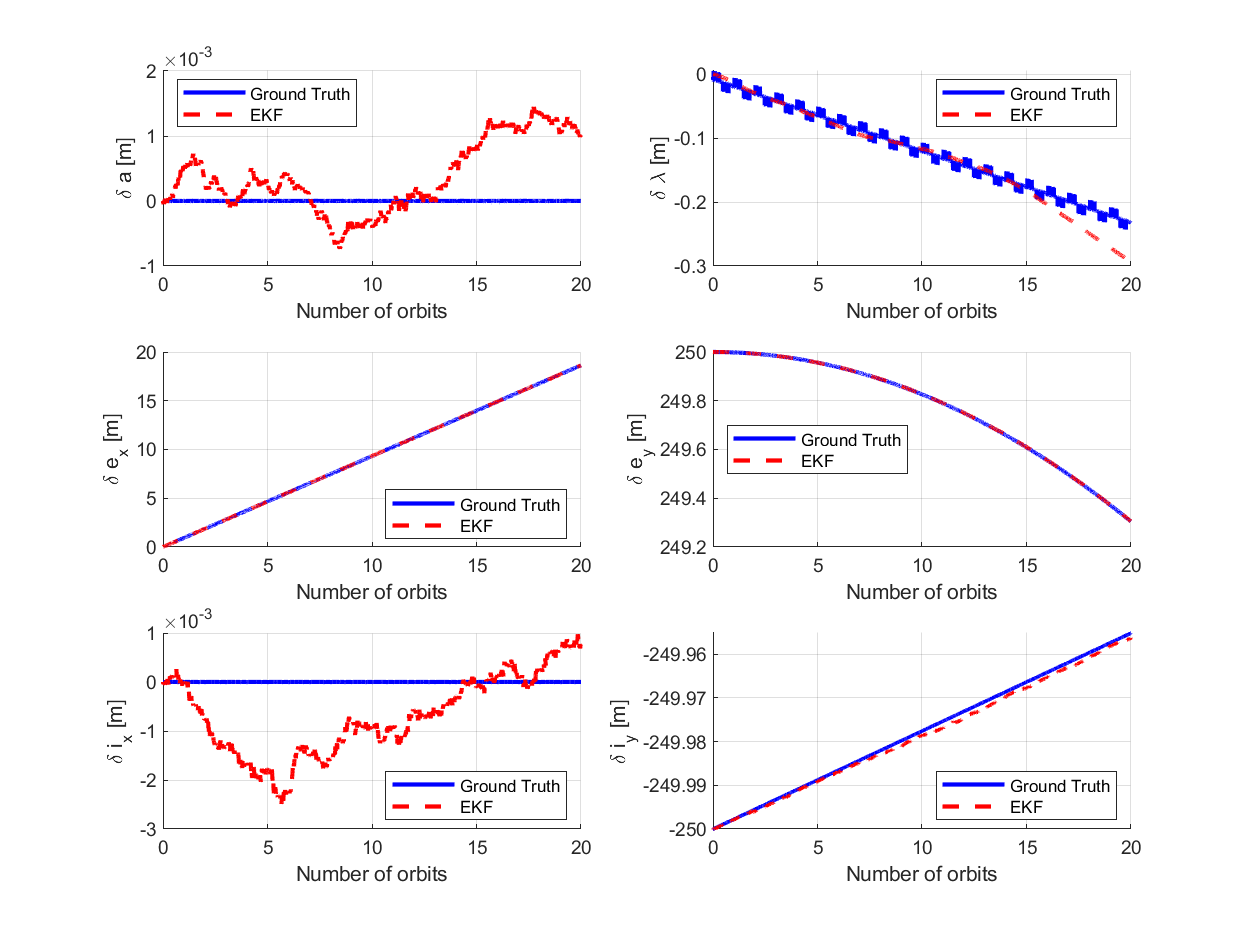 ×10-3
2
1
0
-1
δ a [m]
Ground Truth
EKF
0 5 10 15 20
Number of orbits
0
-0.1
-0.2
-0.3
δ λ [m]
Ground Truth
EKF
0 5 10 15 20
Number of orbits
20
15
10
5
0
δ ex [m]
Ground Truth
EKF
0 5 10 15 20
Number of orbits
250
249.8
249.6
249.4
249.2
δ ey [m]
Ground Truth
EKF
0 5 10 15 20
Number of orbits
×10-3
1
0
-1
-2
-3
δ ix [m]
Ground Truth
EKF
0 5 10 15 20
Number of orbits
-249.96
-249.97
-249.98
-249.99
-250
δ iy [m]
Ground Truth
EKF
0 5 10 15 20
Number of orbits